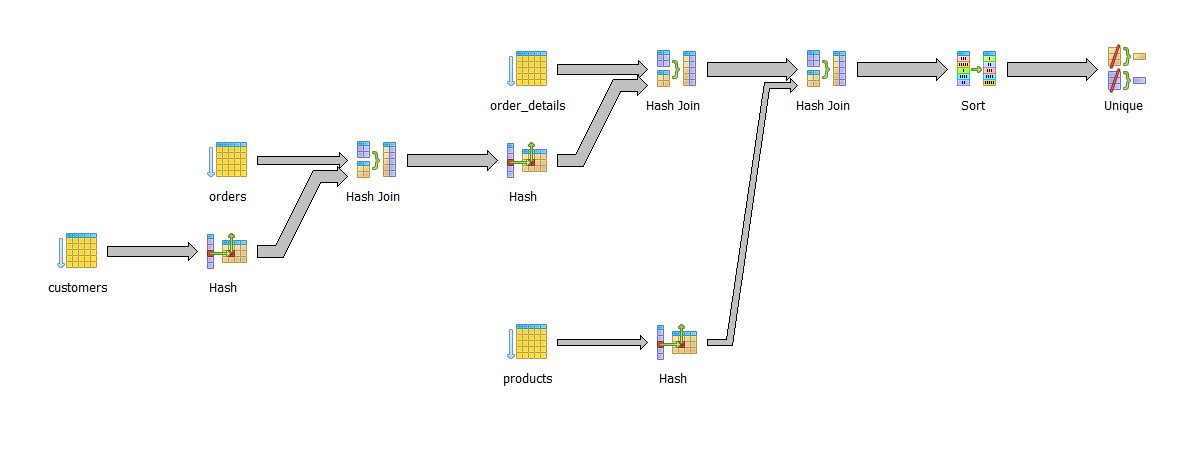 order_details
Hash Join
Hash Join
Sort
Unique
orders
Hash Join
Hash
customers
Hash
products
Hash